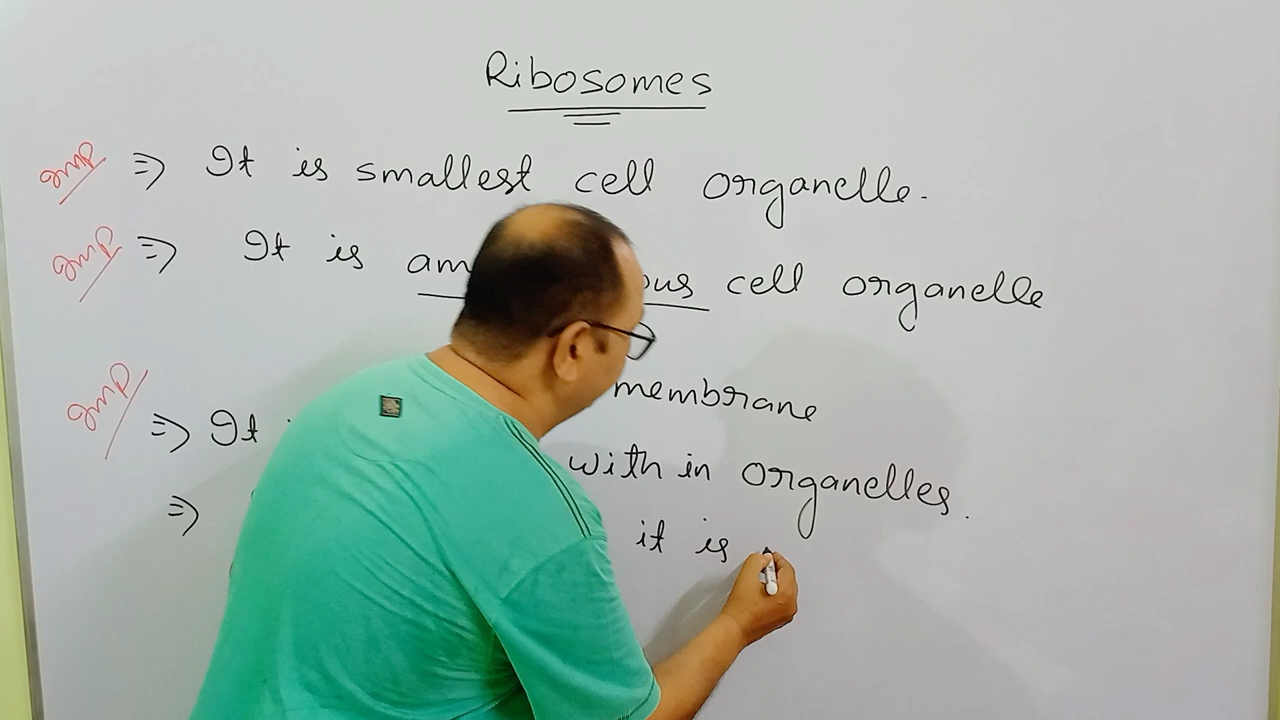 Ribosomes
Imp ⇒ It is smallest cell organelle.
Imp ⇒ It is am ous cell organelle
membrane
Imp ⇒ It with in organelles.
⇒ it is